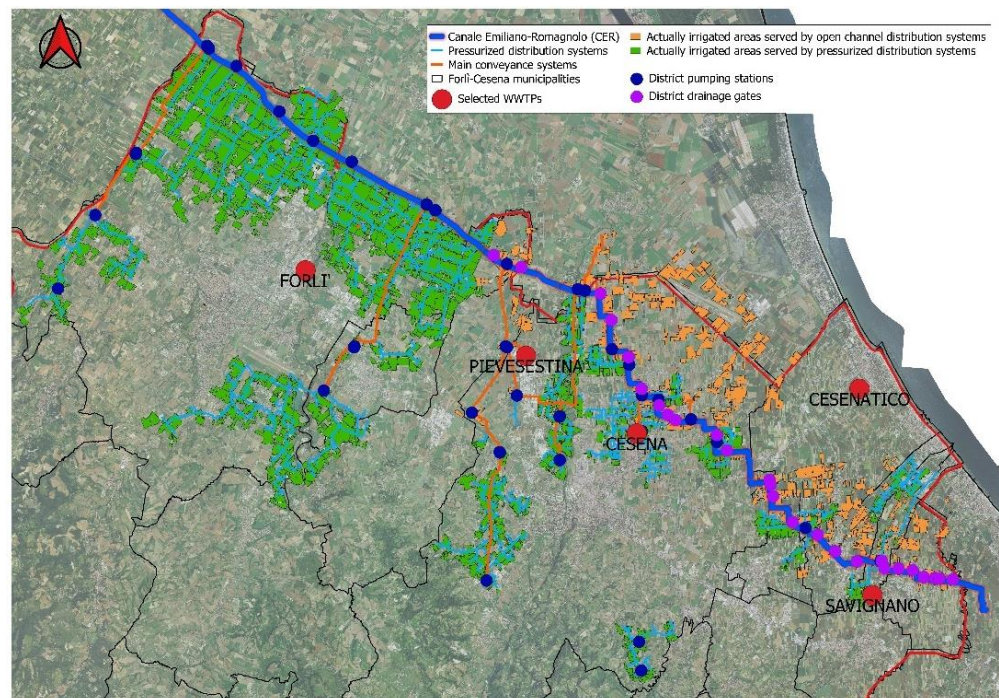 Canale Emiliano-Romagnolo (CER)
Pressurized distribution systems
Main conveyance systems
Forlì-Cesena municipalities
Selected WWTPs
Actually irrigated areas served by open channel distribution systems
Actually irrigated areas served by pressurized distribution systems
District pumping stations
District drainage gates
FORLI'
PIEVESESTINA
CESENATICO
CESENA
SAVIGNANO